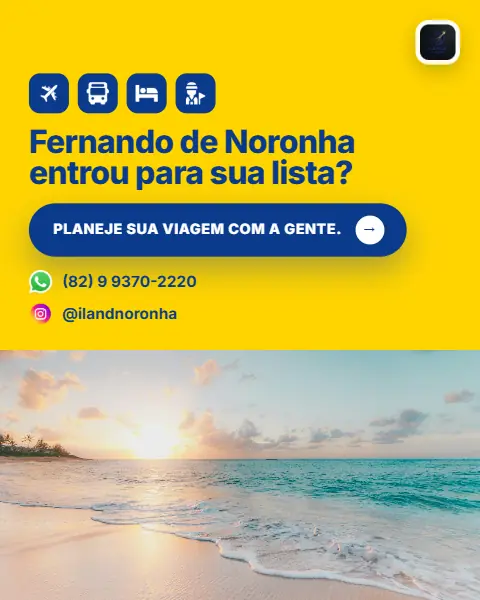 Fernando de Noronha
entrou para sua lista?
PLANEJE SUA VIAGEM COM A GENTE. →
(82) 9 9370-2220
@ilandnoronha